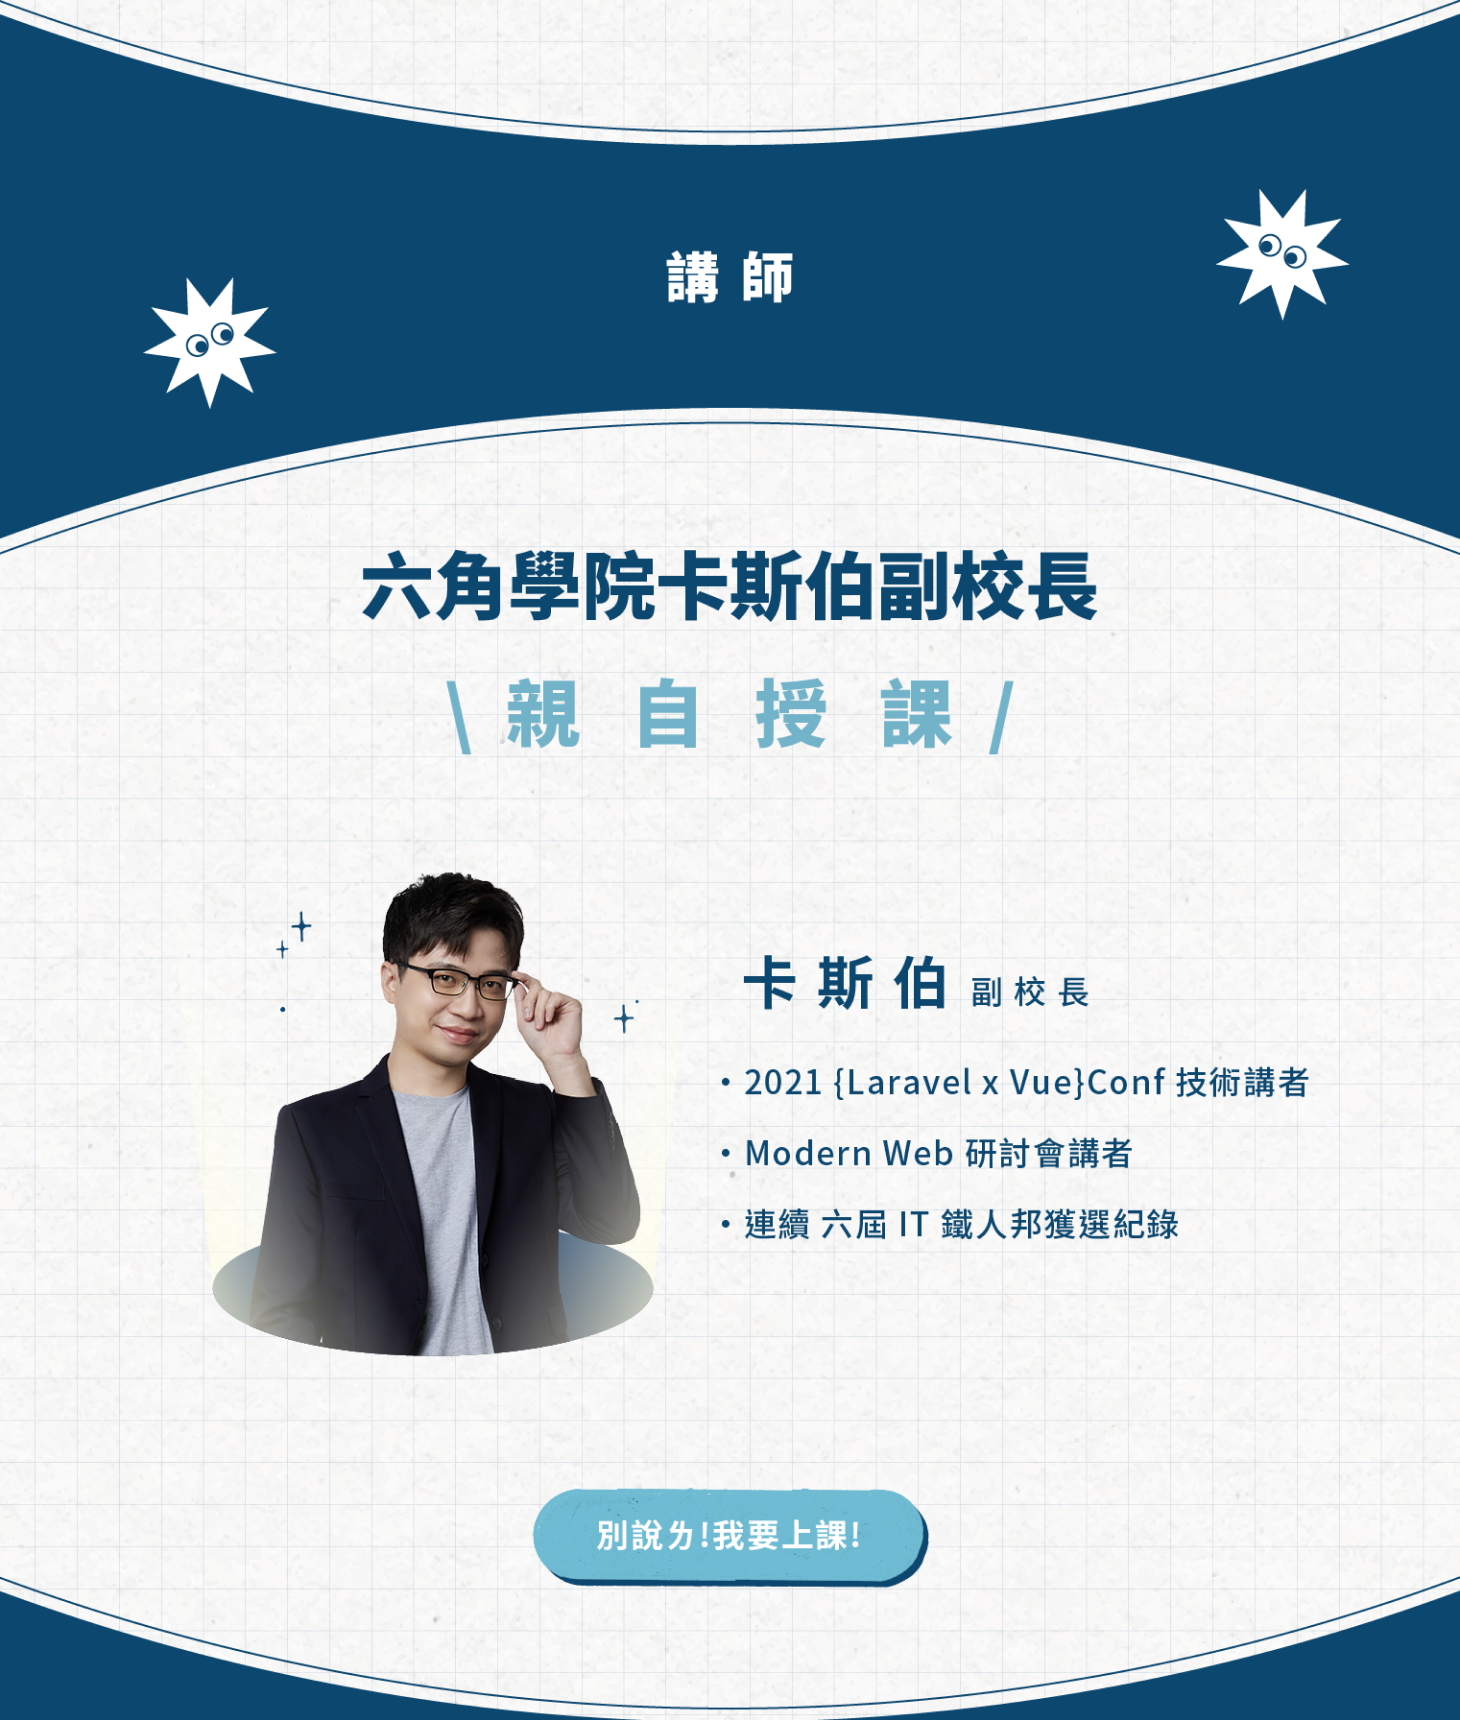 講師
六角學院卡斯伯副校長
\ 親自授課 /
卡斯伯 副校長
・2021 {Laravel x Vue}Conf 技術講者
・Modern Web 研討會講者
・連續 六屆 IT 鐵人邦獲選紀錄
別說ㄌ!我要上課!